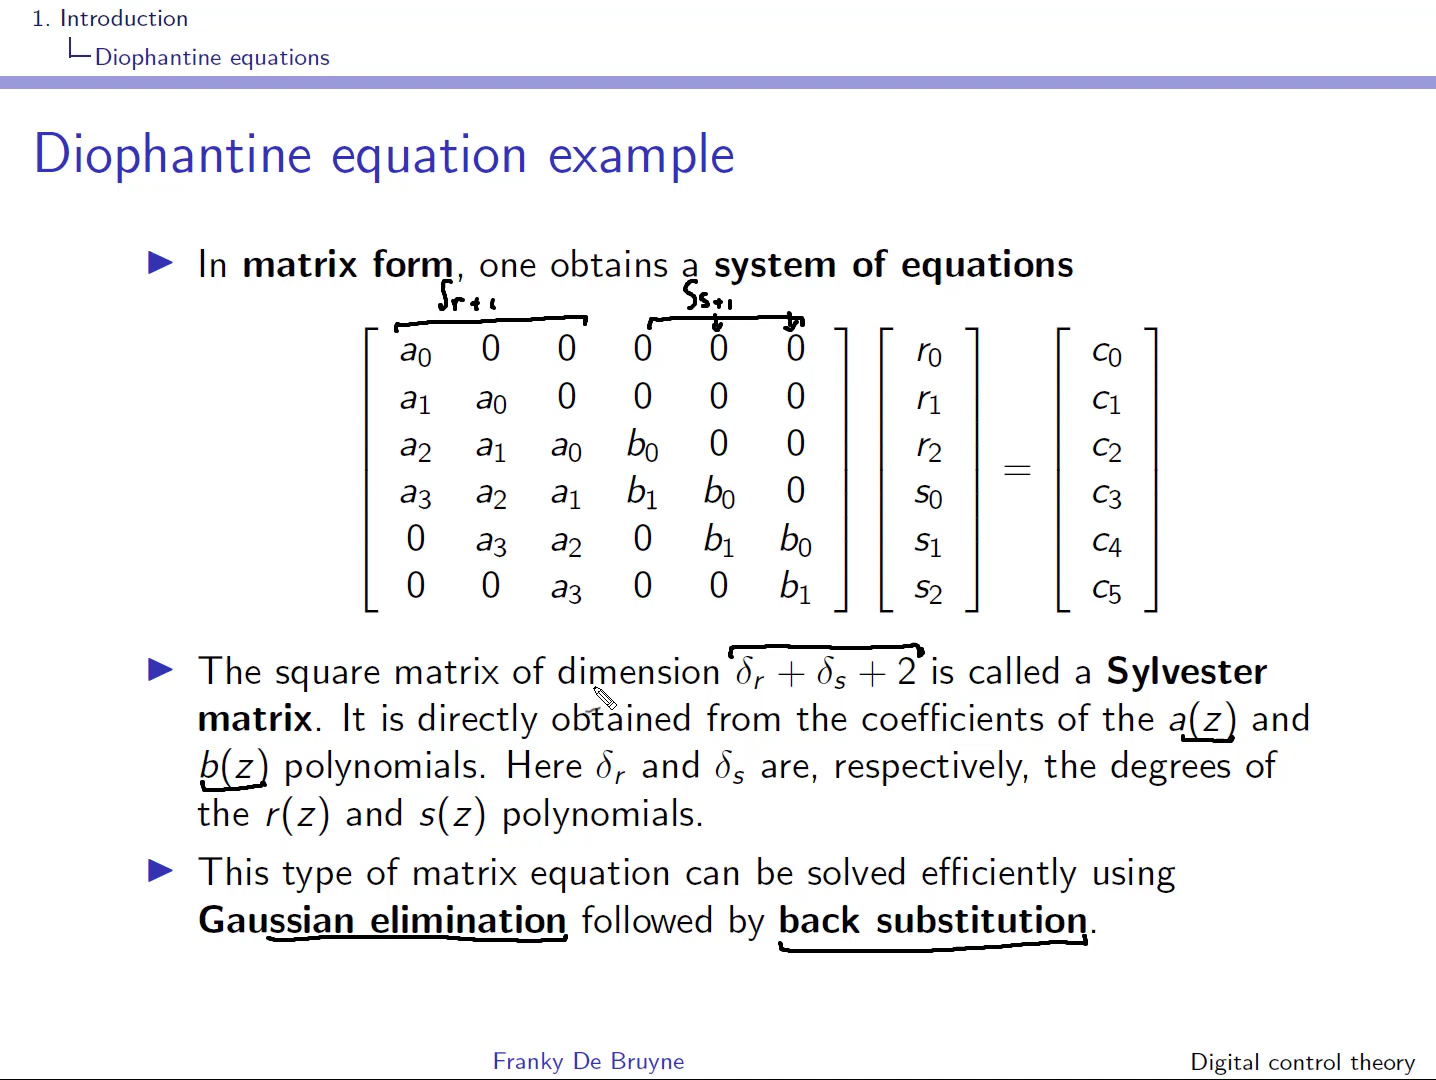 1. Introduction
Diophantine equations
Diophantine equation example
▶ In matrix form, one obtains a system of equations
δr+1 δs+1
a0 0 0 0 0 0 r0 c0
a1 a0 0 0 0 0 r1 c1
a2 a1 a0 b0 0 0 r2 c2
a3 a2 a1 b1 b0 0 s0 = c3
0 a3 a2 0 b1 b0 s1 c4
0 0 a3 0 0 b1 s2 c5
▶ The square matrix of dimension δr + δs + 2 is called a Sylvester
matrix. It is directly obtained from the coefficients of the a(z) and
b(z) polynomials. Here δr and δs are, respectively, the degrees of
the r(z) and s(z) polynomials.
▶ This type of matrix equation can be solved efficiently using
Gaussian elimination followed by back substitution.
Franky De Bruyne Digital control theory